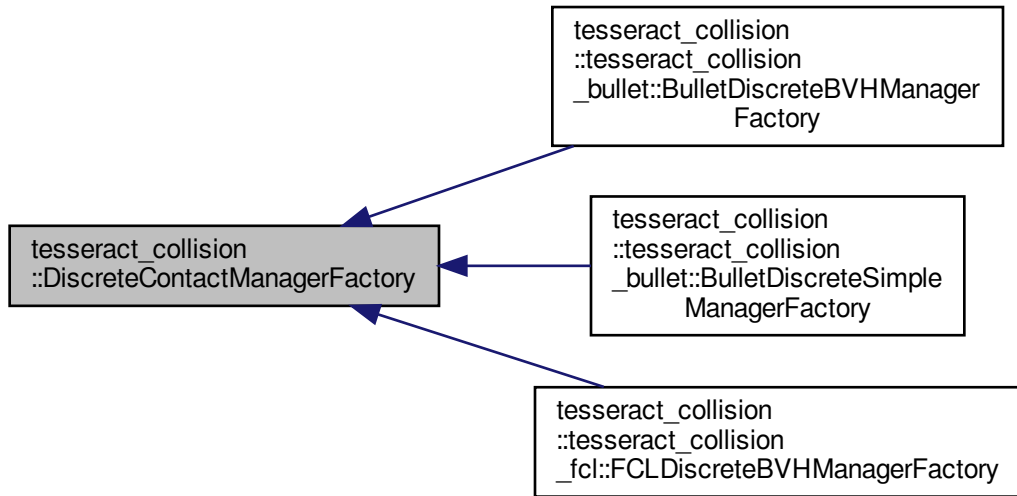 tesseract_collision
::tesseract_collision
_bullet::BulletDiscreteBVHManager
Factory
tesseract_collision
::DiscreteContactManagerFactory
tesseract_collision
::tesseract_collision
_bullet::BulletDiscreteSimple
ManagerFactory
tesseract_collision
::tesseract_collision
_fcl::FCLDiscreteBVHManagerFactory